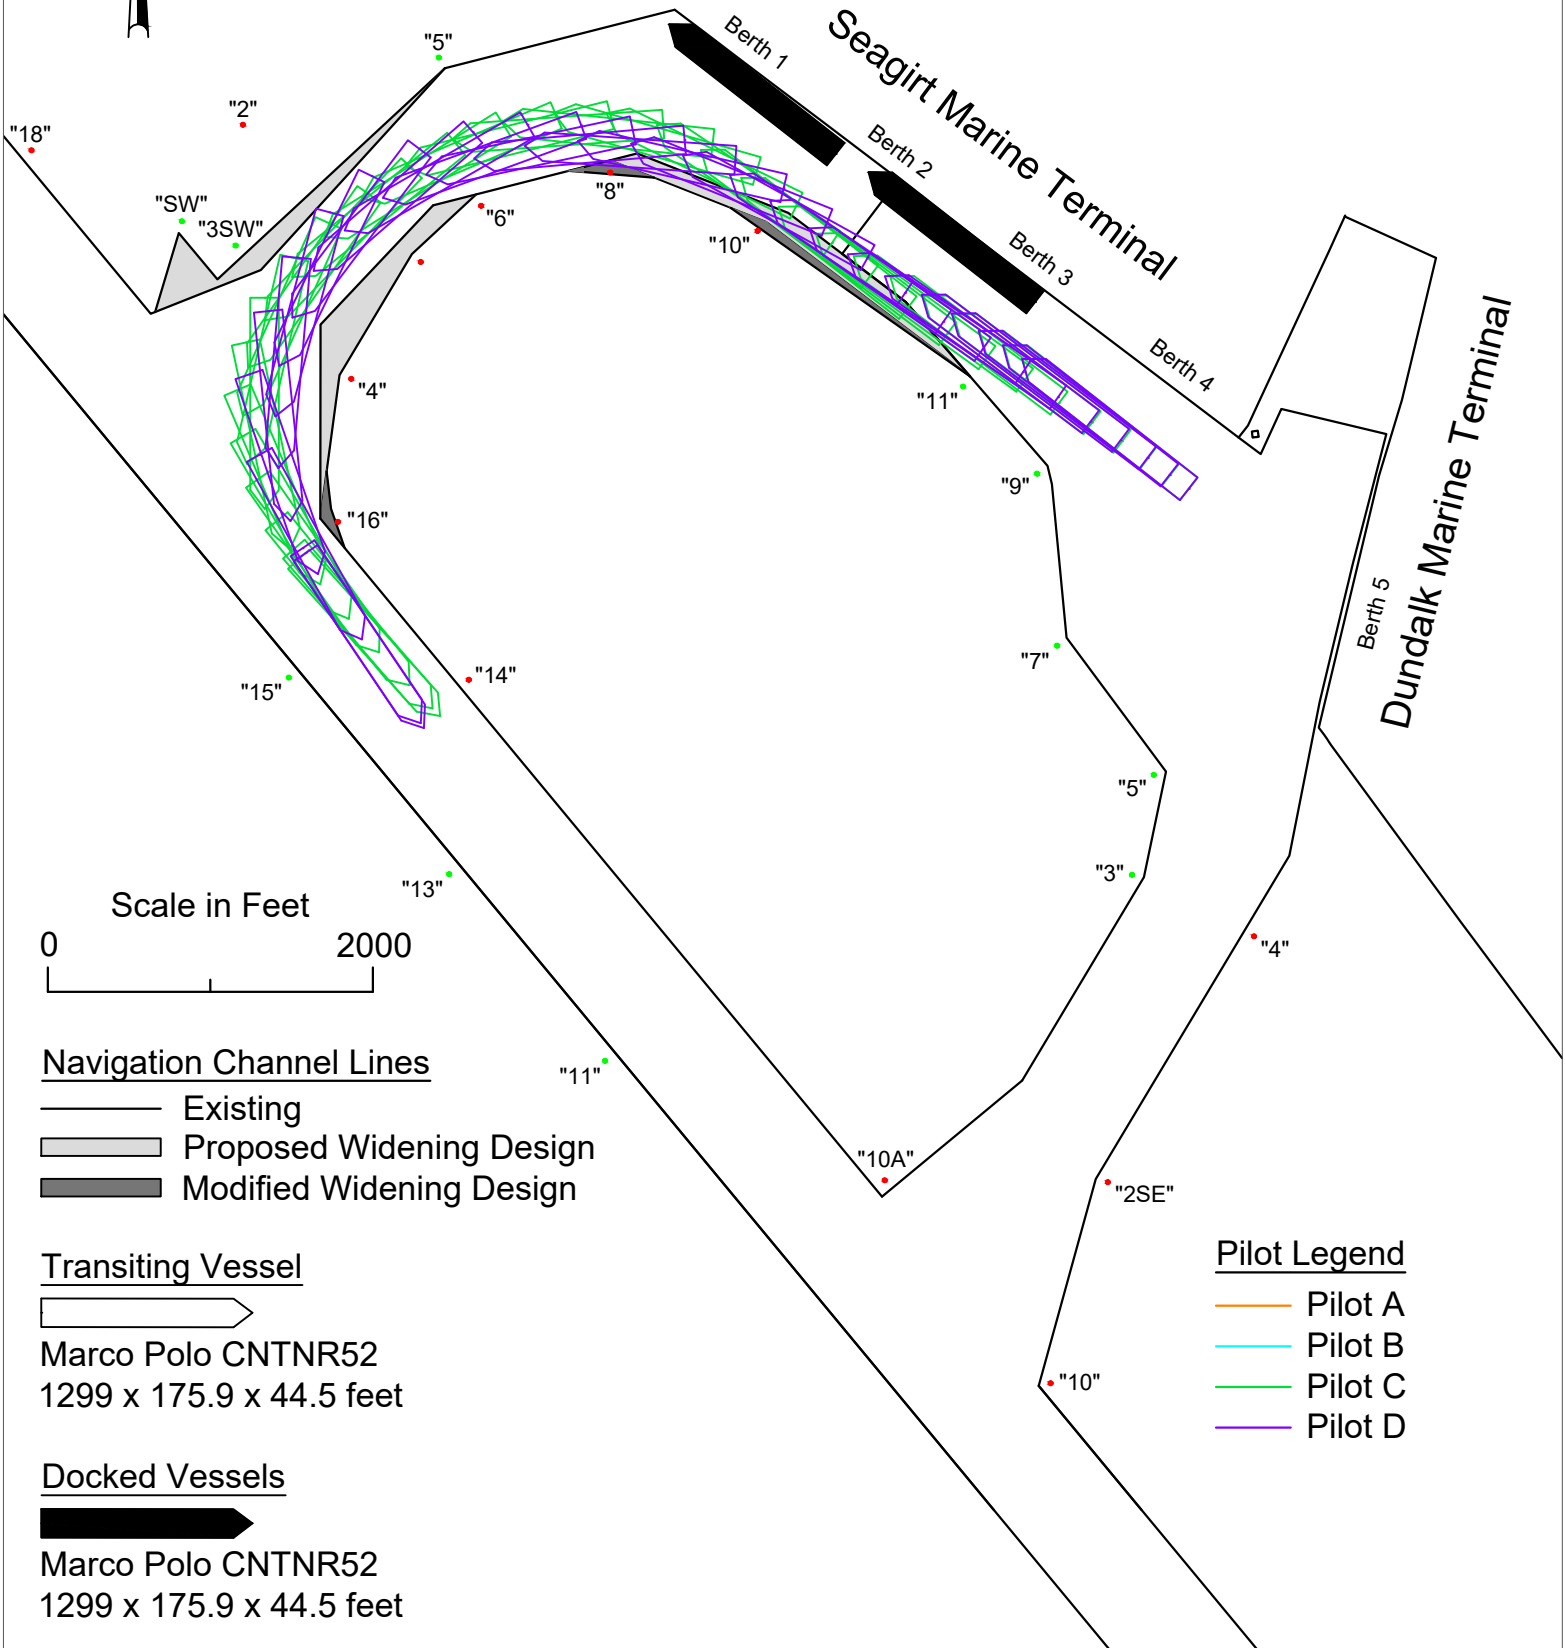 "5"
Berth 1
Seagirt Marine Terminal
"2"
"18"
Berth 2
"SW"
"3SW"
"8"
"6"
"10"
Berth 3
Berth 4
"4"
"11"
"9"
"16"
Dundalk Marine Terminal
Berth 5
"7"
"14"
"15"
"5"
"3"
"13"
"4"
Scale in Feet
0 2000
Navigation Channel Lines
Existing
Proposed Widening Design
Modified Widening Design
"11"
"10A"
"2SE"
Transiting Vessel
Marco Polo CNTNR52
1299 x 175.9 x 44.5 feet
Docked Vessels
Marco Polo CNTNR52
1299 x 175.9 x 44.5 feet
Pilot Legend
Pilot A
Pilot B
Pilot C
Pilot D
"10"